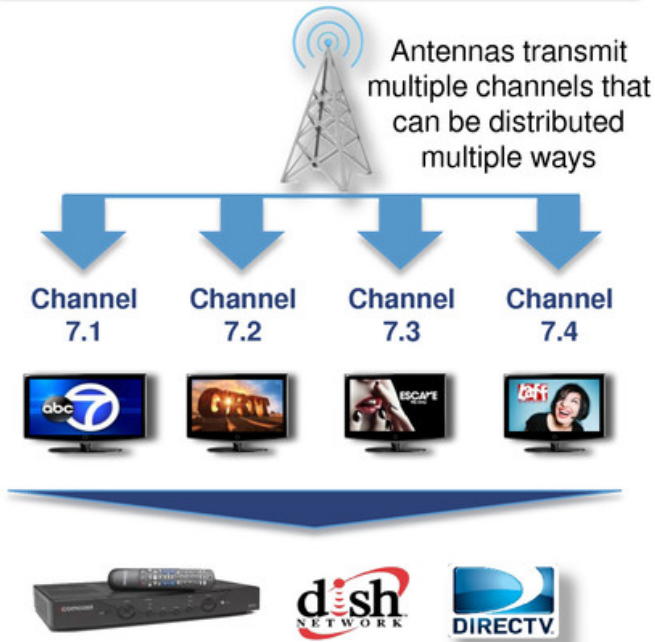 Antennas transmit
multiple channels that
can be distributed
multiple ways
Channel
7.1
Channel
7.2
Channel
7.3
Channel
7.4
abc 7
GRIT
ESCAPE
Laff
COMCAST
dish
NETWORK
DIRECTV